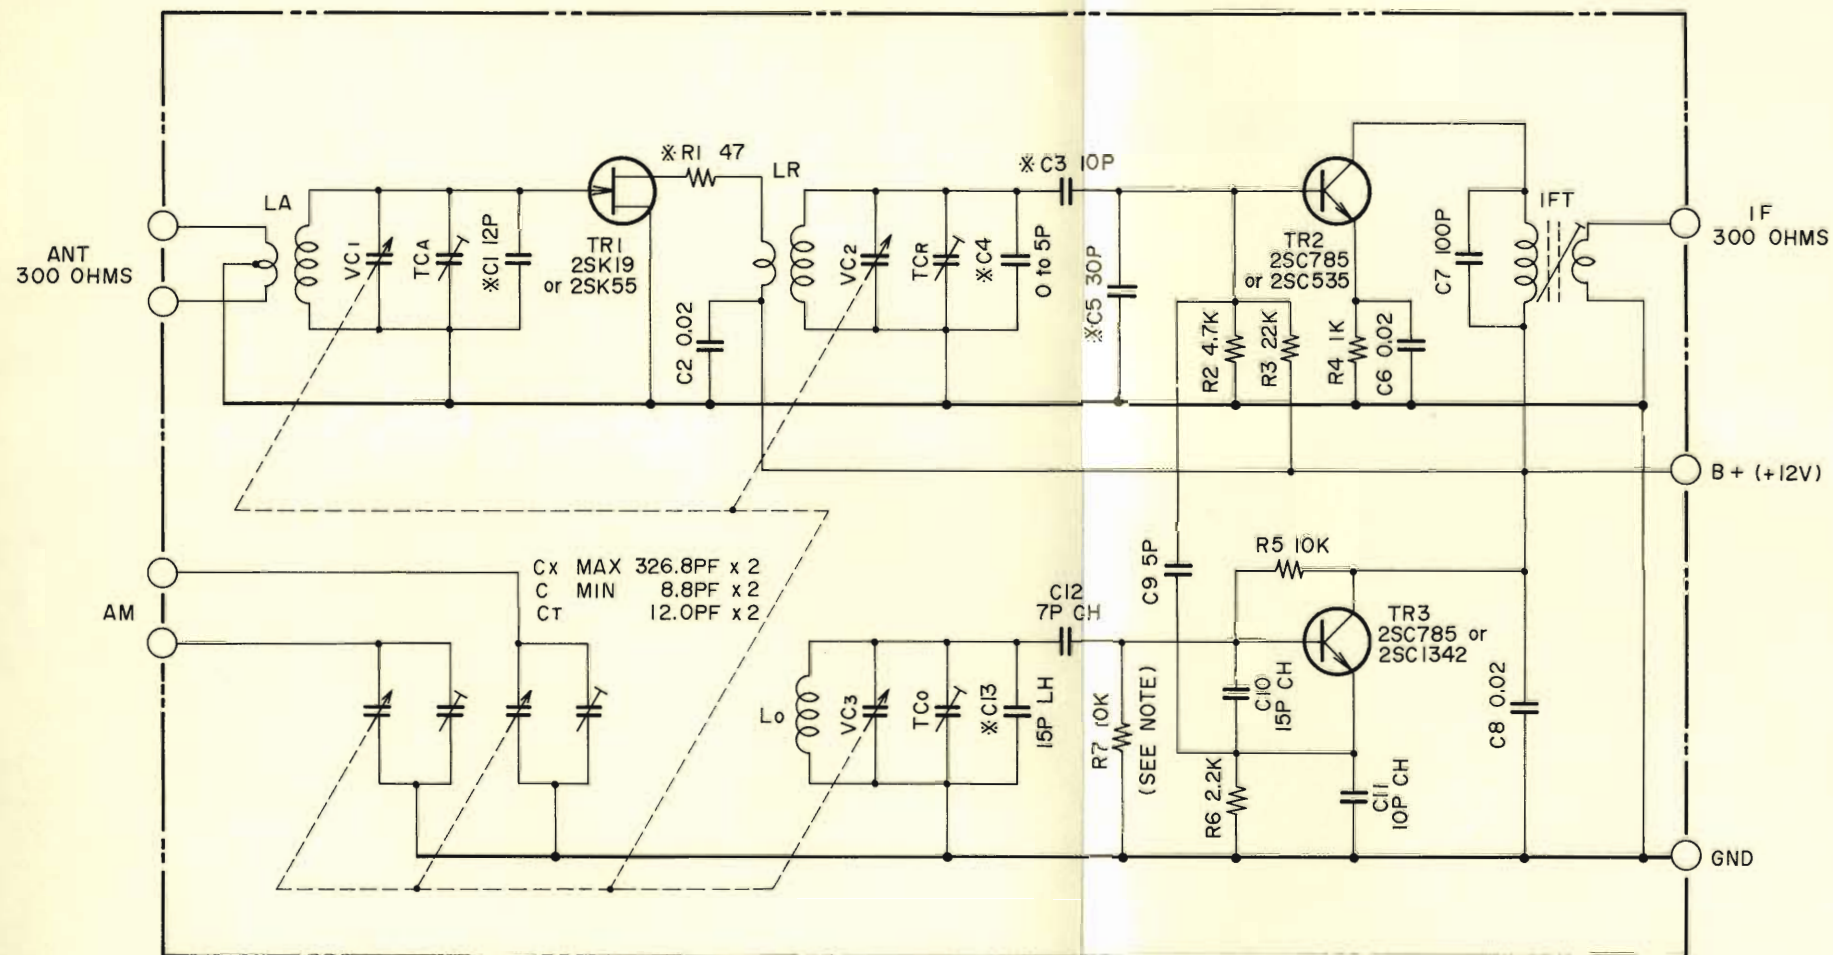 ANT
300 OHMS
LA
VC1
TCA
※C1 12P
TR1
2SK19
or 2SK55
※R1 47
LR
C2 0.02
VC2
TCR
※C4
0 to 5P
※C3 10P
※C5 30P
TR2
2SC785
or 2SC535
R2 4.7K
R3 22K
R4 1K
C6 0.02
C7 100P
IFT
IF
300 OHMS
B+ (+12V)
AM
CX MAX 326.8PF x 2
C MIN 8.8PF x 2
CT 12.0PF x 2
Lo
VC3
TCo
※C13
15P LH
C12
7P CH
R7 10K
(SEE NOTE)
C9 5P
R5 10K
C10
15P CH
R6 2.2K
TR3
2SC785 or
2SC1342
C11
10P CH
C8 0.02
GND